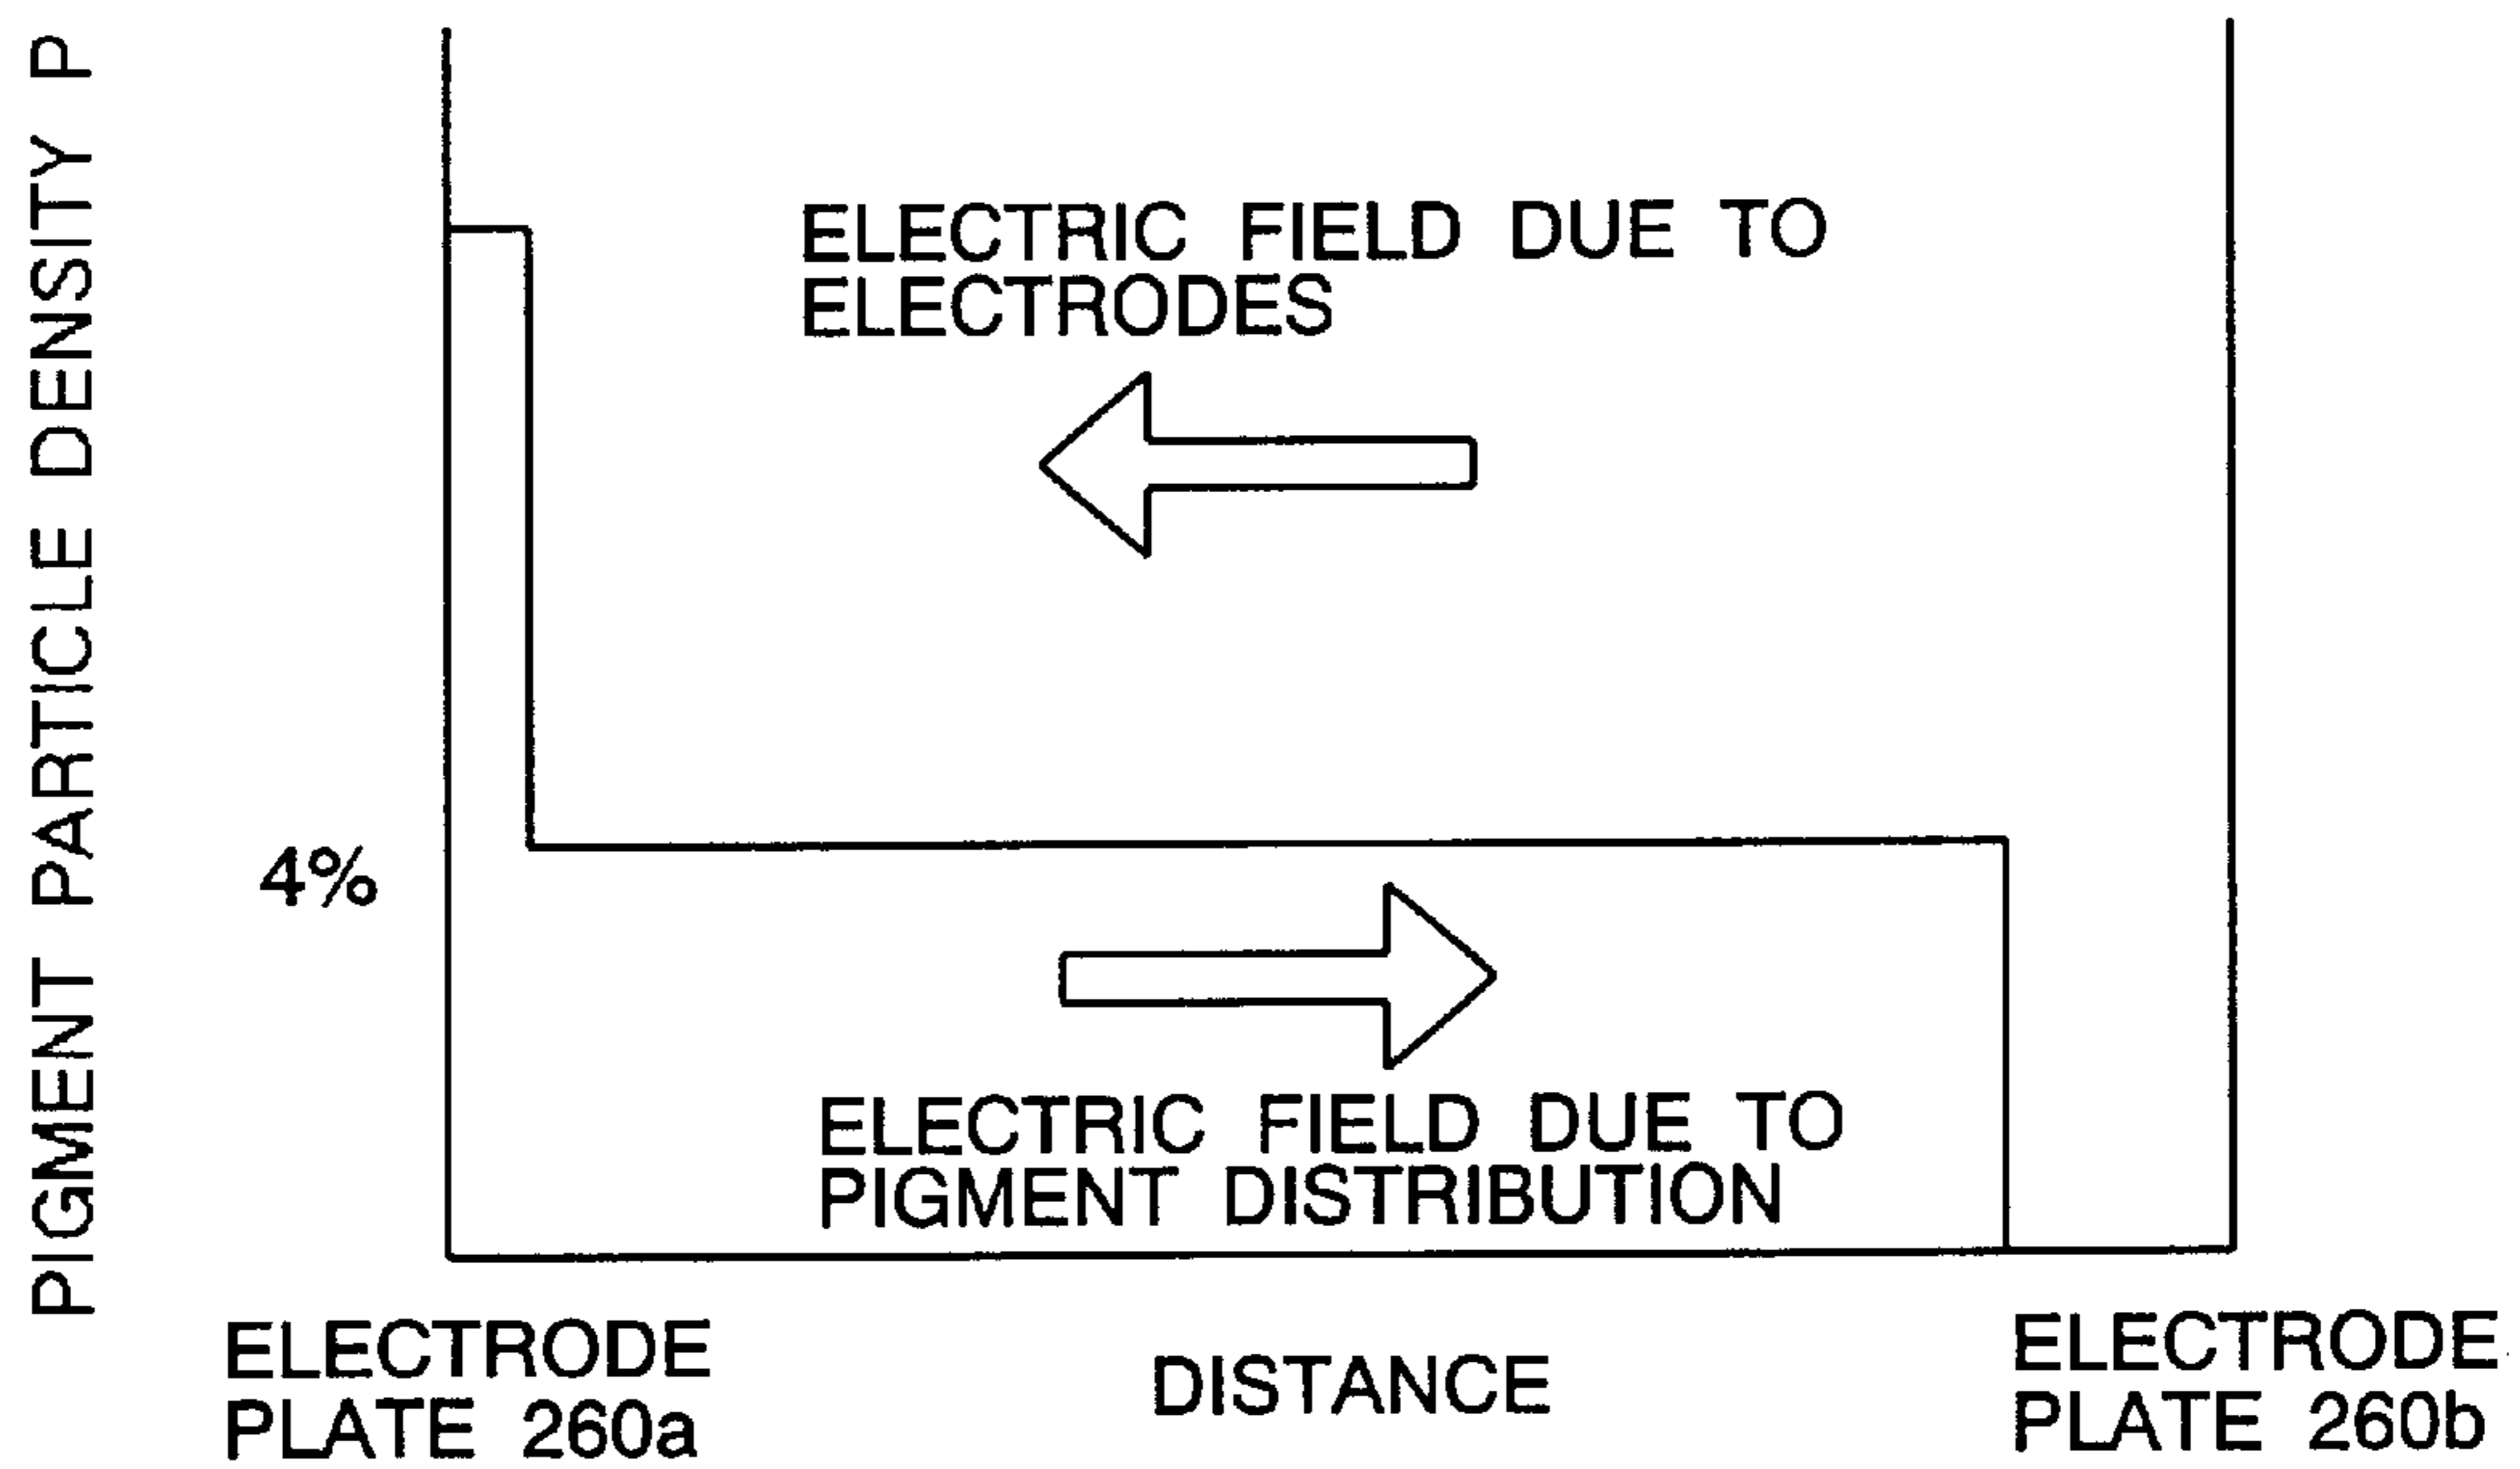 PIGMENT PARTICLE DENSITY P
ELECTRIC FIELD DUE TO
ELECTRODES
4%
ELECTRIC FIELD DUE TO
PIGMENT DISTRIBUTION
ELECTRODE
PLATE 260a
DISTANCE
ELECTRODE
PLATE 260b